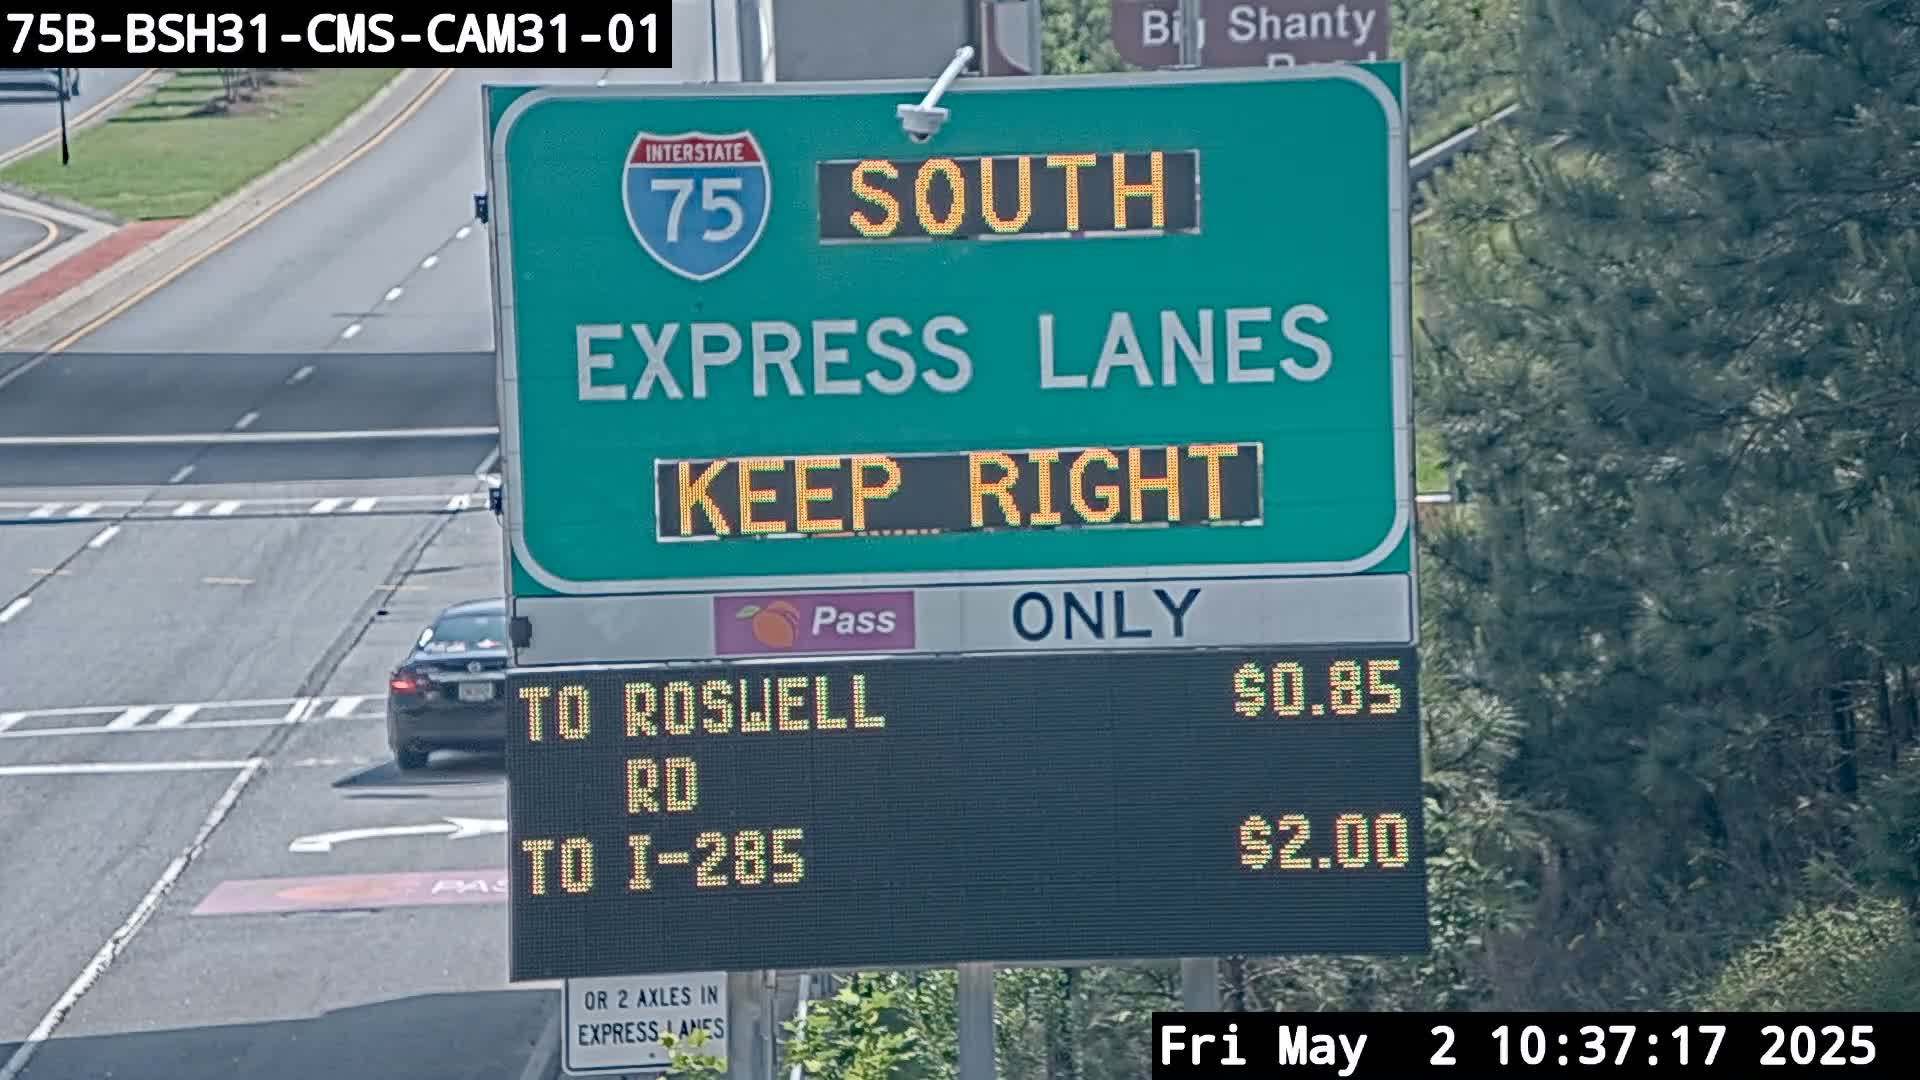 75B-BSH31-CMS-CAM31-01
Big Shanty
INTERSTATE
75
SOUTH
EXPRESS LANES
KEEP RIGHT
Pass ONLY
TO ROSWELL $0.85
RD
TO I-285 $2.00
PAS
OR 2 AXLES IN
EXPRESS LANES
Fri May 2 10:37:17 2025